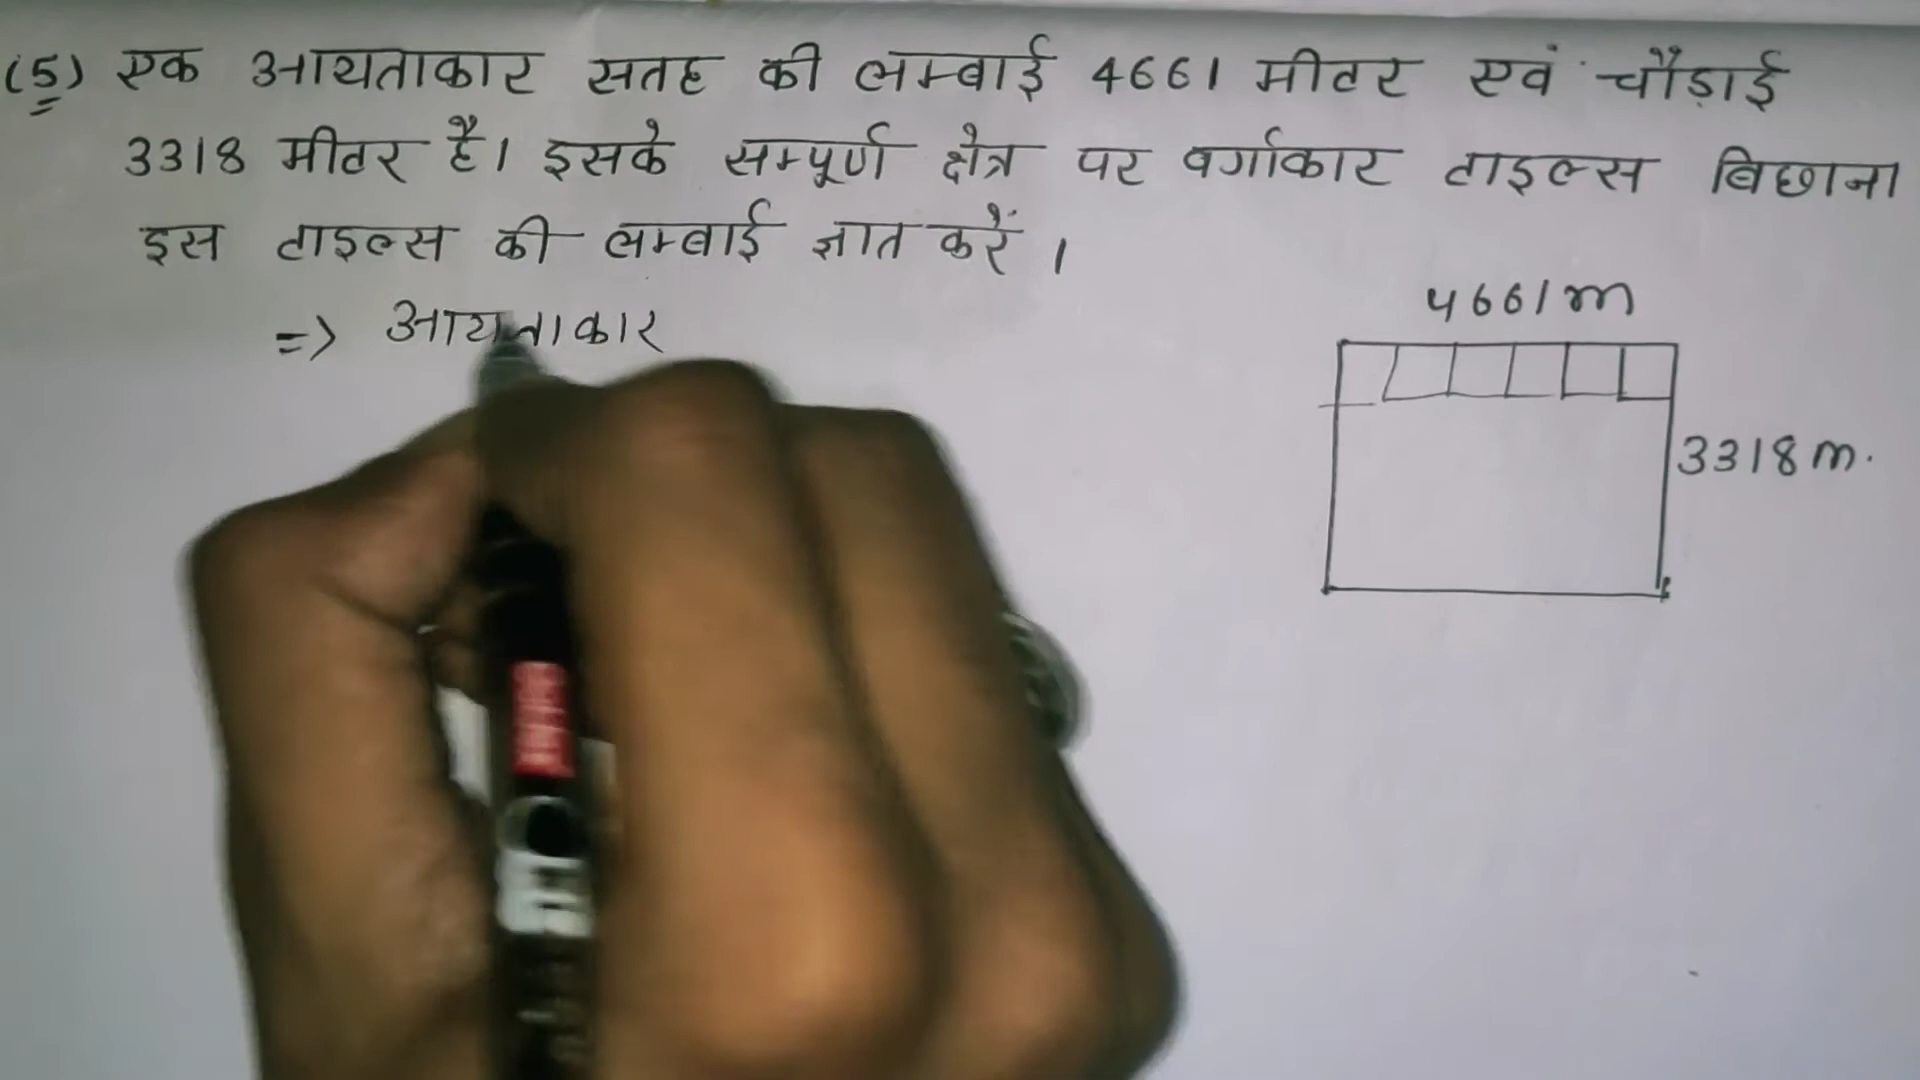 (5) एक आयताकार सतह की लम्बाई 4661 मीटर एवं चौड़ाई
3318 मीटर है। इसके सम्पूर्ण क्षेत्र पर वर्गाकार टाइल्स बिछाना
इस टाइल्स की लम्बाई ज्ञात करें ।
4661m
=> आयताकार
3318m.